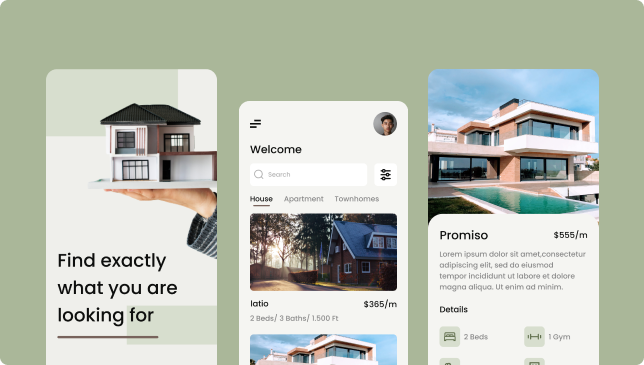 Find exactly
what you are
looking for
Welcome
Search
House Apartment Townhomes
latio $365/m
2 Beds/ 3 Baths/ 1.500 Ft
Promiso $555/m
Lorem ipsum dolor sit amet,consectetur
adipiscing elit, sed do eiusmod
tempor incididunt ut labore et dolore
magna aliqua. Ut enim ad minim.
Details
2 Beds 1 Gym